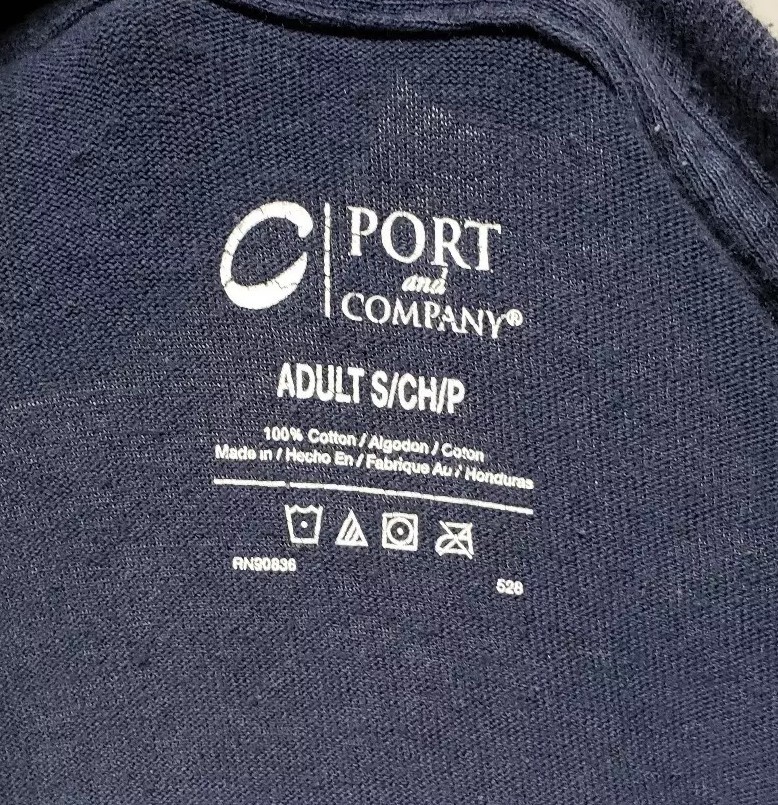 PORT
and
COMPANY®
ADULT S/CH/P
100% Cotton / Algodon / Coton
Made in / Hecho En / Fabrique Au / Honduras
RN90836
528